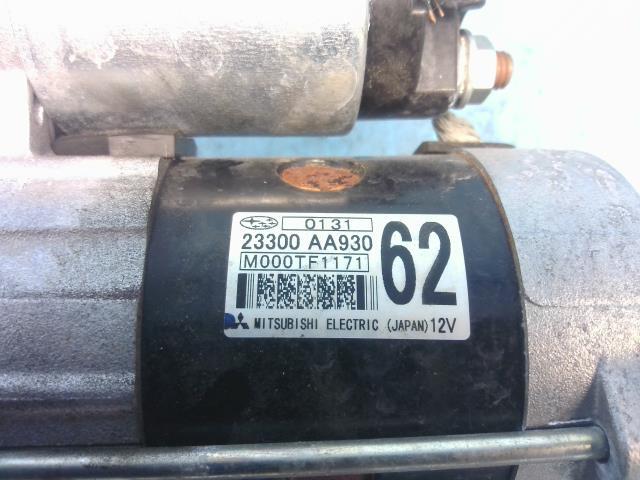 0131
23300 AA930
M000TF1171
62
MITSUBISHI ELECTRIC (JAPAN) 12V